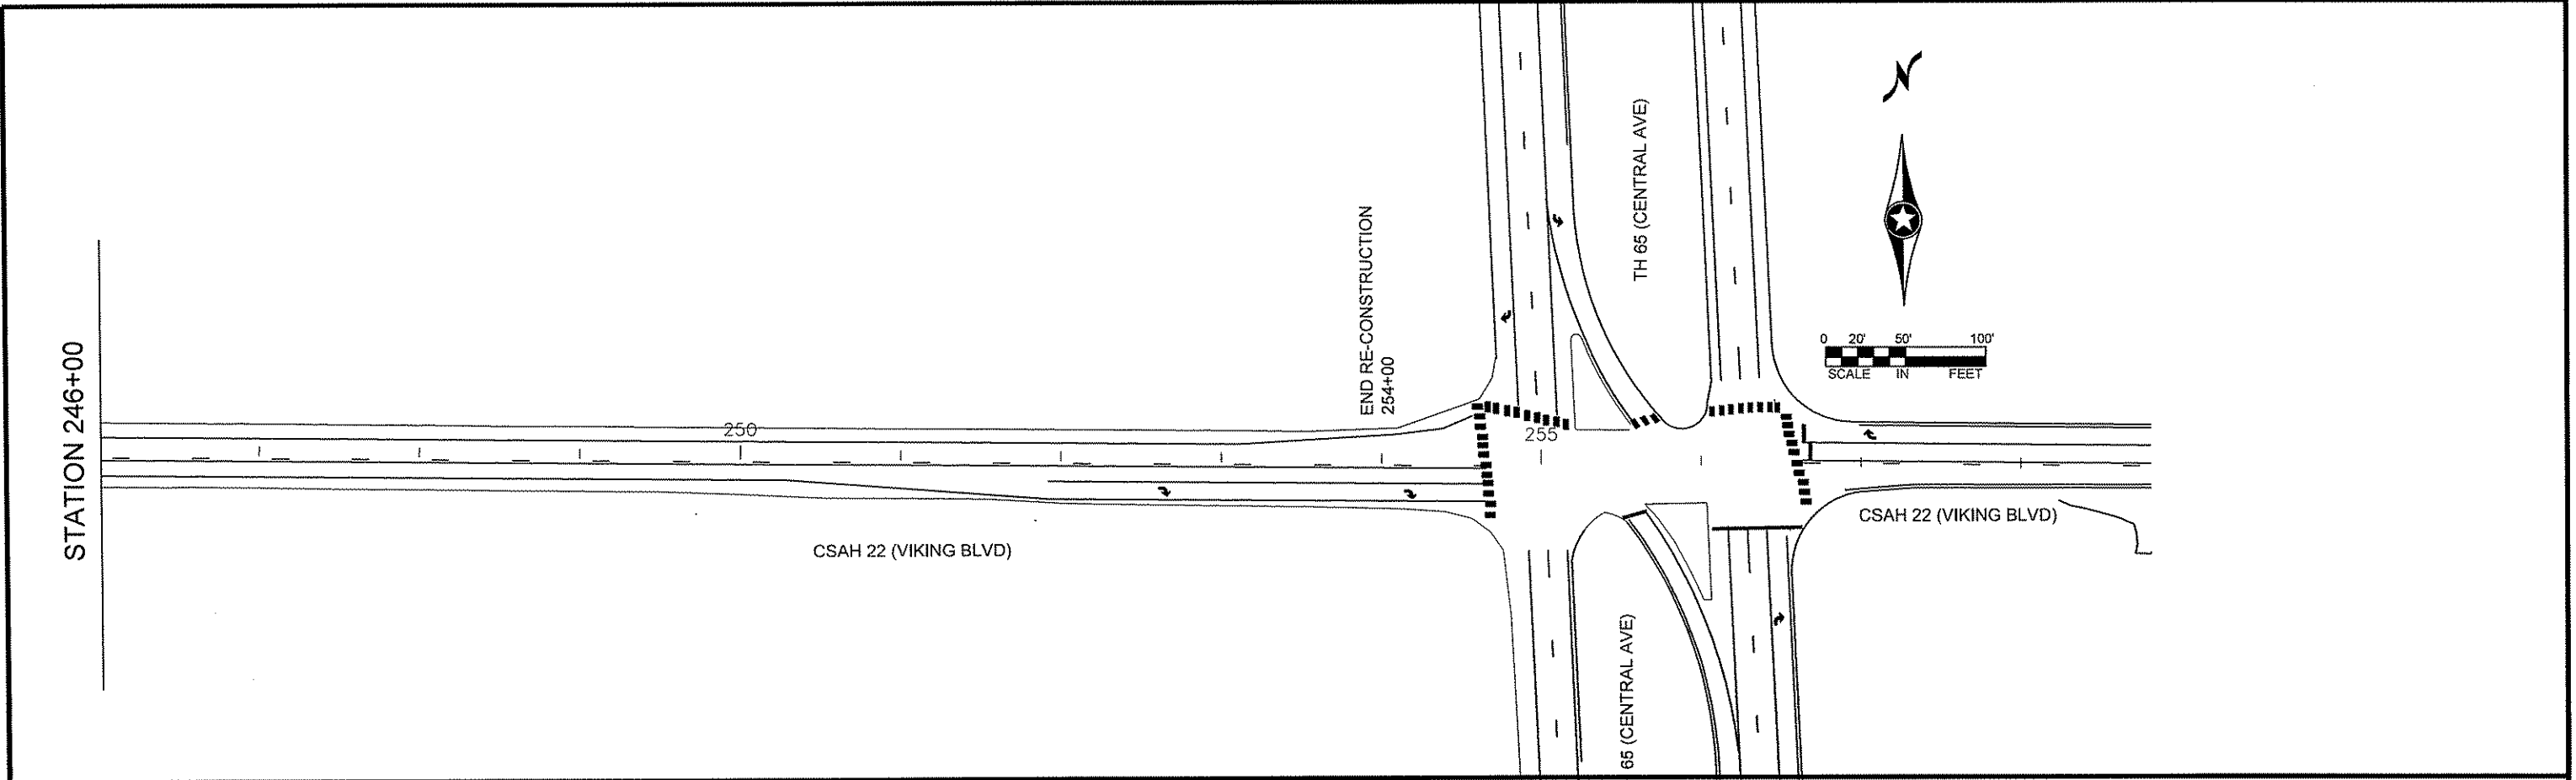 STATION 246+00
250
CSAH 22 (VIKING BLVD)
END RE-CONSTRUCTION
254+00
255
TH 65 (CENTRAL AVE)
65 (CENTRAL AVE)
N
0 20' 50' 100'
SCALE IN FEET
CSAH 22 (VIKING BLVD)